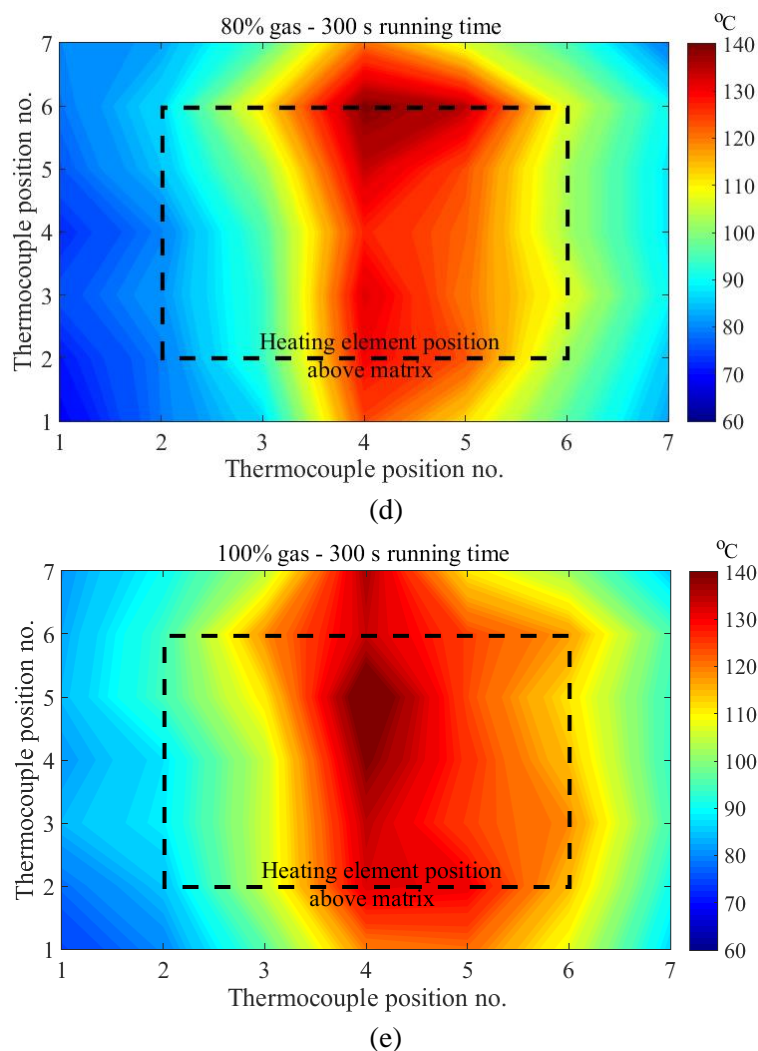 80% gas - 300 s running time
oC
7
6
5
4
3
2
1
Thermocouple position no.
Heating element position
above matrix
1 2 3 4 5 6 7
Thermocouple position no.
140
130
120
110
100
90
80
70
60
(d)
100% gas - 300 s running time
oC
7
6
5
4
3
2
1
Thermocouple position no.
Heating element position
above matrix
1 2 3 4 5 6 7
Thermocouple position no.
140
130
120
110
100
90
80
70
60
(e)